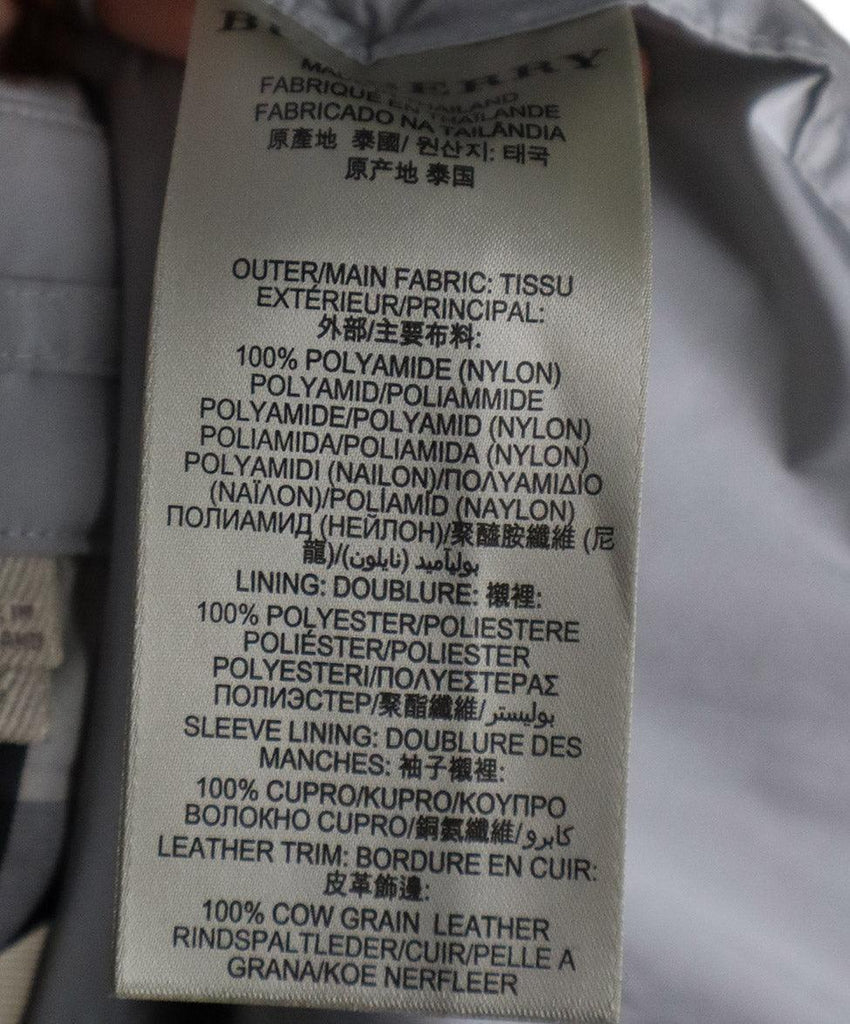 MADE IN THAILAND
FABRIQUE EN THAÏLANDE
FABRICADO NA TAILÂNDIA
原產地 泰國/ 원산지: 태국
原产地 泰国
OUTER/MAIN FABRIC: TISSU
EXTÉRIEUR/PRINCIPAL:
外部/主要布料:
100% POLYAMIDE (NYLON)
POLYAMID/POLIAMMIDE
POLYAMIDE/POLYAMID (NYLON)
POLIAMIDA/POLIAMIDA (NYLON)
POLYAMIDI (NAILON)/ΠΟΛΥΑΜΙΔΙΟ
(ΝΑΪΛΟΝ)/POLİAMİD (NAYLON)
ПОЛИАМИД (НЕЙЛОН)/聚醯胺纖維 (尼
龍)/بولياميد (نايلون)
LINING: DOUBLURE: 襯裡:
100% POLYESTER/POLIESTERE
POLIÉSTER/POLIESTER
POLYESTERI/ΠΟΛΥΕΣΤΕΡΑΣ
ПОЛИЭСТЕР/聚酯纖維/بوليستر
SLEEVE LINING: DOUBLURE DES
MANCHES: 袖子襯裡:
100% CUPRO/KUPRO/ΚΟΥΠΡΟ
ВОЛОКНО CUPRO/銅氨纖維/كابرو
LEATHER TRIM: BORDURE EN CUIR:
皮革飾邊:
100% COW GRAIN LEATHER
RINDSPALTLEDER/CUIR/PELLE A
GRANA/KOE NERFLEER